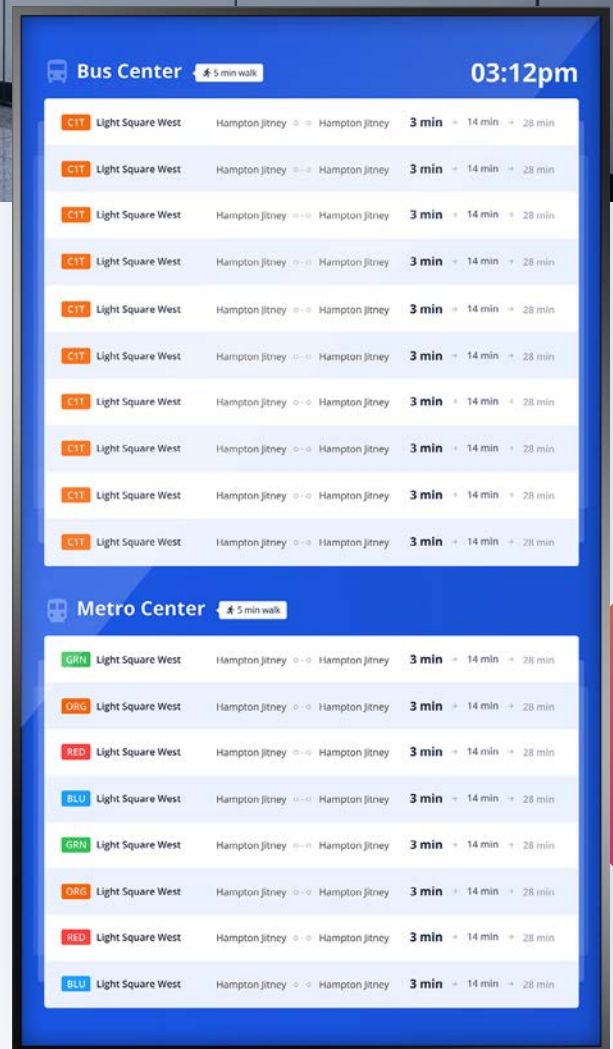 Bus Center 5 min walk 03:12pm
C1T Light Square West Hampton Jitney Hampton Jitney 3 min 14 min 28 min
C1T Light Square West Hampton Jitney Hampton Jitney 3 min 14 min 28 min
C1T Light Square West Hampton Jitney Hampton Jitney 3 min 14 min 28 min
C1T Light Square West Hampton Jitney Hampton Jitney 3 min 14 min 28 min
C1T Light Square West Hampton Jitney Hampton Jitney 3 min 14 min 28 min
C1T Light Square West Hampton Jitney Hampton Jitney 3 min 14 min 28 min
C1T Light Square West Hampton Jitney Hampton Jitney 3 min 14 min 28 min
C1T Light Square West Hampton Jitney Hampton Jitney 3 min 14 min 28 min
C1T Light Square West Hampton Jitney Hampton Jitney 3 min 14 min 28 min
C1T Light Square West Hampton Jitney Hampton Jitney 3 min 14 min 28 min
Metro Center 5 min walk
GRN Light Square West Hampton Jitney Hampton Jitney 3 min 14 min 28 min
ORG Light Square West Hampton Jitney Hampton Jitney 3 min 14 min 28 min
RED Light Square West Hampton Jitney Hampton Jitney 3 min 14 min 28 min
BLU Light Square West Hampton Jitney Hampton Jitney 3 min 14 min 28 min
GRN Light Square West Hampton Jitney Hampton Jitney 3 min 14 min 28 min
ORG Light Square West Hampton Jitney Hampton Jitney 3 min 14 min 28 min
RED Light Square West Hampton Jitney Hampton Jitney 3 min 14 min 28 min
BLU Light Square West Hampton Jitney Hampton Jitney 3 min 14 min 28 min